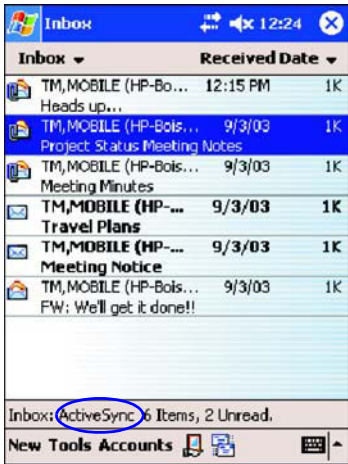 Inbox 12:24
Inbox Received Date
TM,MOBILE (HP-Bo... 12:15 PM 1K
Heads up...
TM,MOBILE (HP-Bois... 9/3/03 1K
Project Status Meeting Notes
TM,MOBILE (HP-Bois... 9/3/03 1K
Meeting Minutes
TM,MOBILE (HP-... 9/3/03 1K
Travel Plans
TM,MOBILE (HP-... 9/3/03 1K
Meeting Notice
TM,MOBILE (HP-Bois... 9/3/03 1K
FW: We'll get it done!!
Inbox: ActiveSync 6 Items, 2 Unread.
New Tools Accounts